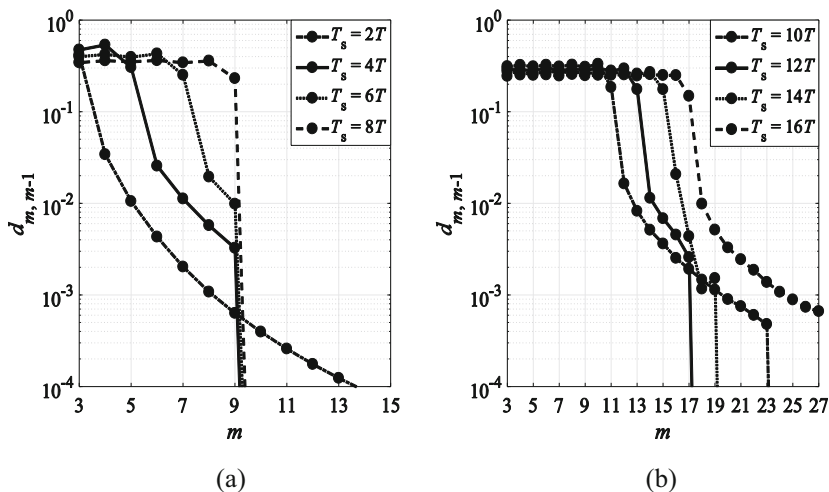 10^0
10^-1
10^-2
10^-3
10^-4
d_{m, m-1}
T_s = 2T
T_s = 4T
T_s = 6T
T_s = 8T
3 5 7 9 11 13 15
m
(a)
10^0
10^-1
10^-2
10^-3
10^-4
d_{m, m-1}
T_s = 10T
T_s = 12T
T_s = 14T
T_s = 16T
3 5 7 9 11 13 15 17 19 21 23 25 27
m
(b)